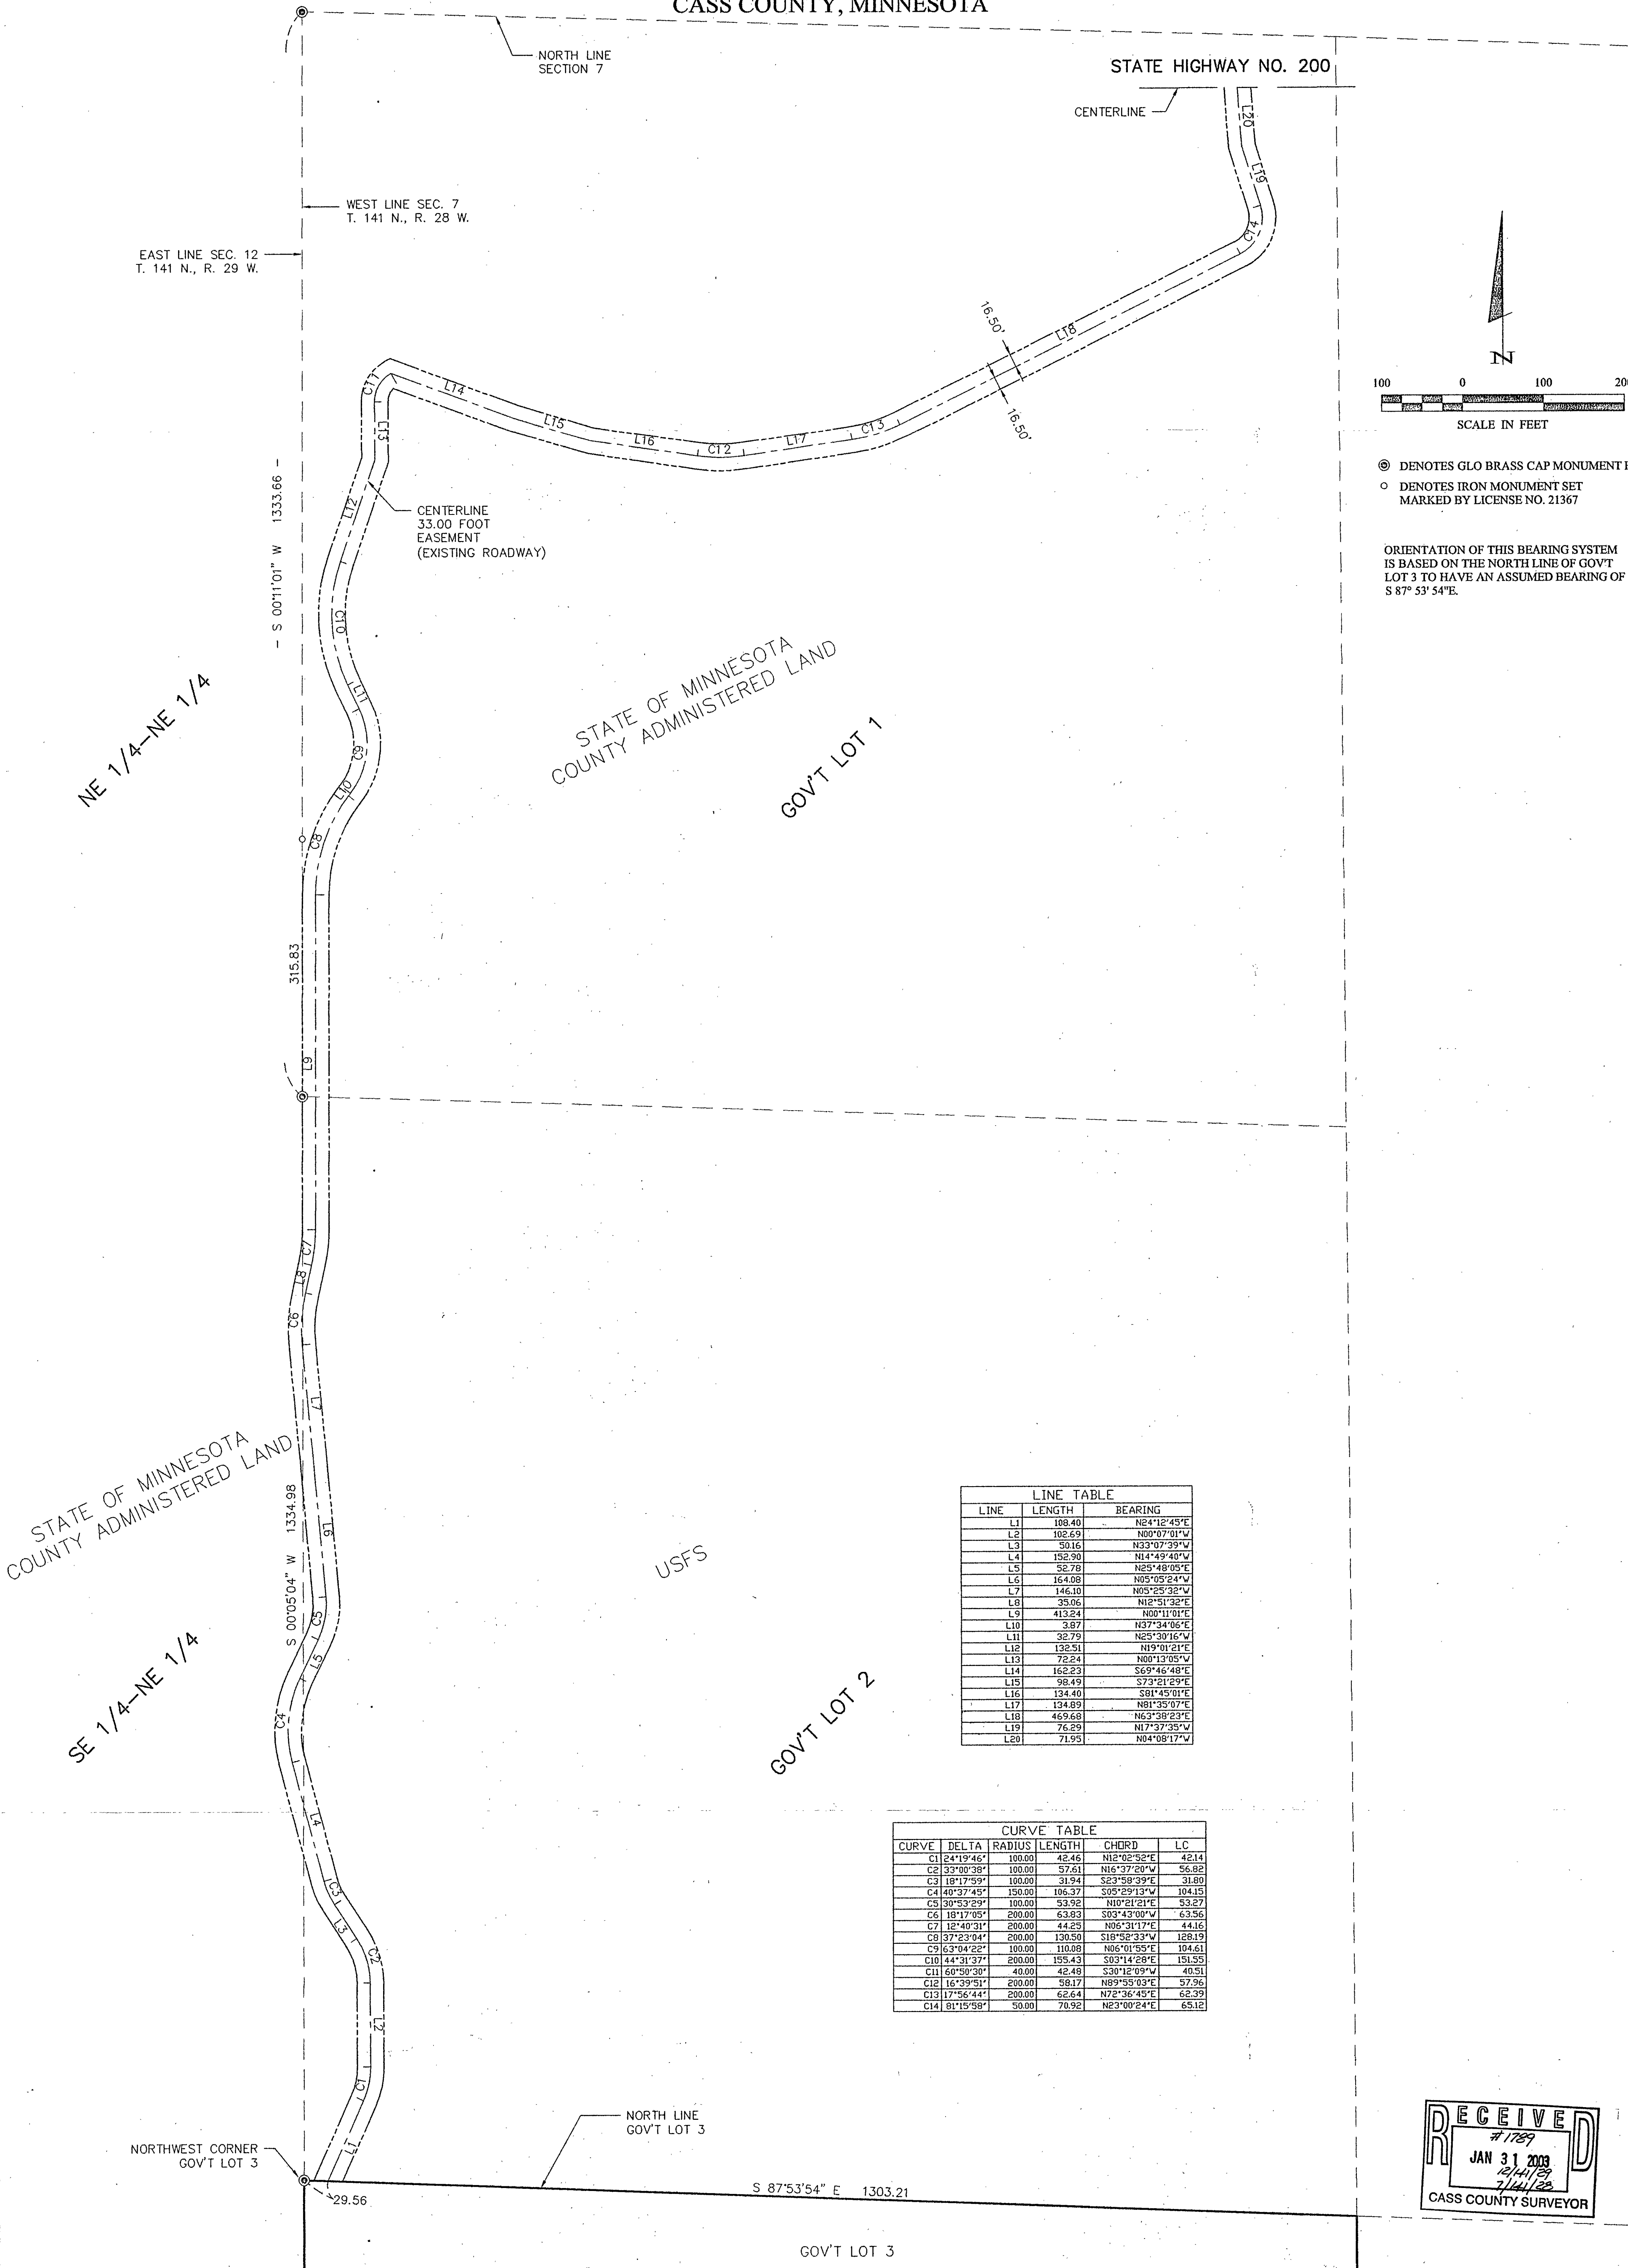 CASS COUNTY, MINNESOTA
NORTH LINE
SECTION 7
STATE HIGHWAY NO. 200
CENTERLINE
L20
L19
WEST LINE SEC. 7
T. 141 N., R. 28 W.
EAST LINE SEC. 12
T. 141 N., R. 29 W.
C14
16.50'
L18
16.50'
N
100 0 100 20
SCALE IN FEET
C11
L14
L15
L16
C12
L17
C13
L13
DENOTES GLO BRASS CAP MONUMENT
DENOTES IRON MONUMENT SET
MARKED BY LICENSE NO. 21367
L12
CENTERLINE
33.00 FOOT
EASEMENT
(EXISTING ROADWAY)
S 00°11'01" W 1333.66
ORIENTATION OF THIS BEARING SYSTEM
IS BASED ON THE NORTH LINE OF GOV'T
LOT 3 TO HAVE AN ASSUMED BEARING OF
S 87° 53' 54"E.
C10
STATE OF MINNESOTA
COUNTY ADMINISTERED LAND
L11
NE 1/4-NE 1/4
GOV'T LOT 1
C9
L10
C8
315.83
L9
C7
L8
C6
L7
STATE OF MINNESOTA
COUNTY ADMINISTERED LAND
S 00°05'04" W 1334.98
L6
USFS
LINE TABLE
LINE LENGTH BEARING
L1 108.40 N24°12'45"E
L2 102.69 N00°07'01"W
L3 50.16 N33°07'39"W
L4 152.90 N14°49'40"W
L5 52.78 N25°48'05"E
L6 164.08 N05°05'24"W
L7 146.10 N05°25'32"W
L8 35.06 N12°51'32"E
L9 413.24 N00°11'01"E
L10 3.87 N37°34'06"E
L11 32.79 N25°30'16"W
L12 132.51 N19°01'21"E
L13 72.24 N00°13'05"W
L14 162.23 S69°46'48"E
L15 98.49 S73°21'29"E
L16 134.40 S81°45'01"E
L17 134.89 N81°35'07"E
L18 469.68 N63°38'23"E
L19 76.29 N17°37'35"W
L20 71.95 N04°08'17"W
C5
L5
SE 1/4-NE 1/4
C4
GOV'T LOT 2
L4
CURVE TABLE
CURVE DELTA RADIUS LENGTH CHORD LC
C1 24°19'46" 100.00 42.46 N12°02'52"E 42.14
C2 33°00'38" 100.00 57.61 N16°37'20"W 56.82
C3 18°17'59" 100.00 31.94 S23°58'39"E 31.80
C4 40°37'45" 150.00 106.37 S05°29'13"W 104.15
C5 30°53'29" 100.00 53.92 N10°21'21"E 53.27
C6 18°17'05" 200.00 63.83 S03°43'00"W 63.56
C7 12°40'31" 200.00 44.25 N06°31'17"E 44.16
C8 37°23'04" 200.00 130.50 S18°52'33"W 128.19
C9 63°04'22" 100.00 110.08 N06°01'55"E 104.61
C10 44°31'37" 200.00 155.43 S03°14'28"E 151.55
C11 60°50'30" 40.00 42.48 S30°12'09"W 40.51
C12 16°39'51" 200.00 58.17 N89°55'03"E 57.96
C13 17°56'44" 200.00 62.64 N72°36'45"E 62.39
C14 81°15'58" 50.00 70.92 N23°00'24"E 65.12
C3
L3
C2
L2
C1
L1
NORTHWEST CORNER
GOV'T LOT 3
NORTH LINE
GOV'T LOT 3
29.56
S 87°53'54" E 1303.21
GOV'T LOT 3
RECEIVED
#1789
JAN 31 2003
12/141/29
7/141/28
CASS COUNTY SURVEYOR